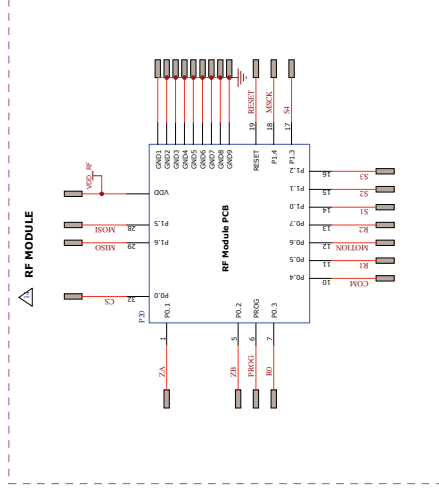 RF MODULE
1A
RF Module PCB
P20
GND1
GND2
GND3
GND4
GND5
GND6
GND7
GND8
GND9
RESET
19
RESET
MSCK
18
P1.4
S4
17
P1.3
VDD_RF
VDD
MOSI
28
P1.5
MISO
29
P1.6
CS
32
P0.0
P1.2
16
S3
P1.1
15
S2
P1.0
14
S1
P0.7
13
R2
P0.6
12
MOTION
P0.5
11
R1
P0.4
10
COM
P0.1
1
ZA
P0.2
5
ZB
PROG
6
PROG
P0.3
7
R0